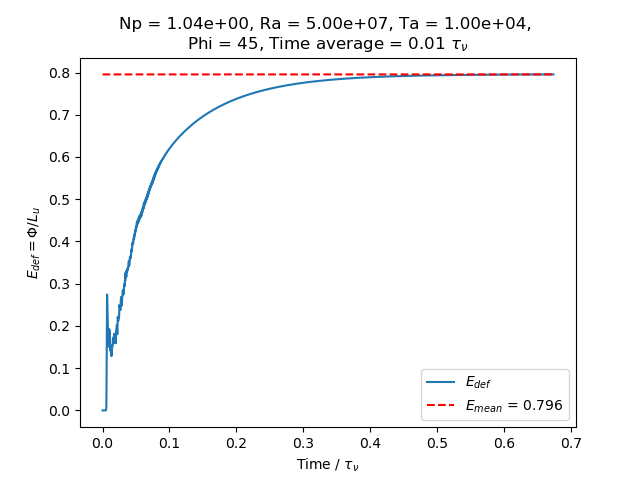 Np = 1.04e+00, Ra = 5.00e+07, Ta = 1.00e+04,
Phi = 45, Time average = 0.01 τ_ν
0.8
0.7
0.6
0.5
0.4
0.3
0.2
0.1
0.0
E_def = Φ/L_u
E_def
E_mean = 0.796
0.0 0.1 0.2 0.3 0.4 0.5 0.6 0.7
Time / τ_ν